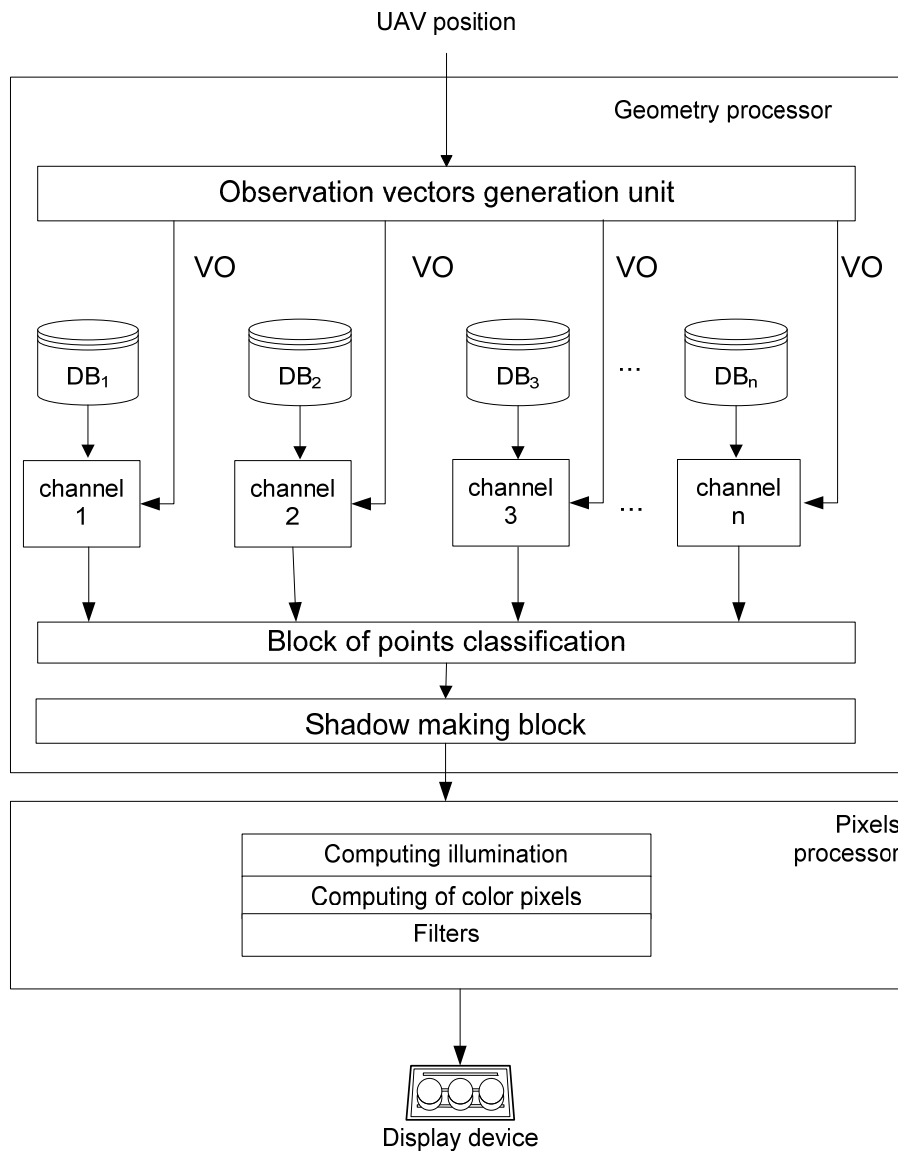 UAV position
Geometry processor
Observation vectors generation unit
VO VO VO VO
DB₁ DB₂ DB₃ ... DBₙ
channel 1
channel 2
channel 3
...
channel n
Block of points classification
Shadow making block
Pixels
processor
Computing illumination
Computing of color pixels
Filters
Display device